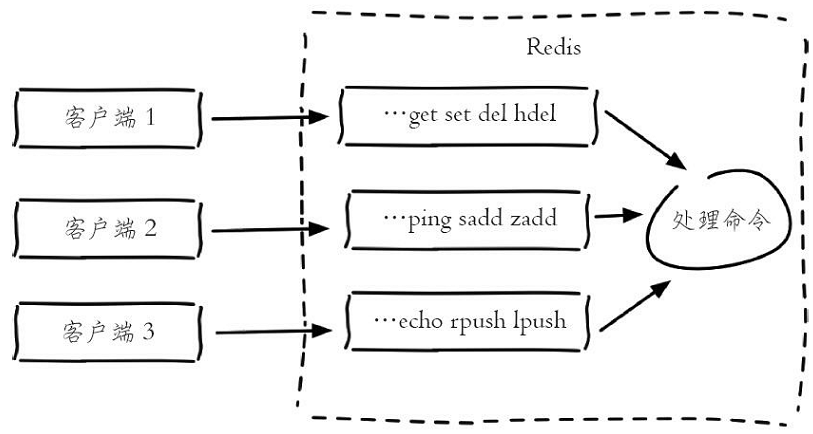 Redis
客户端 1
…get set del hdel
客户端 2
…ping sadd zadd
处理命令
客户端 3
…echo rpush lpush